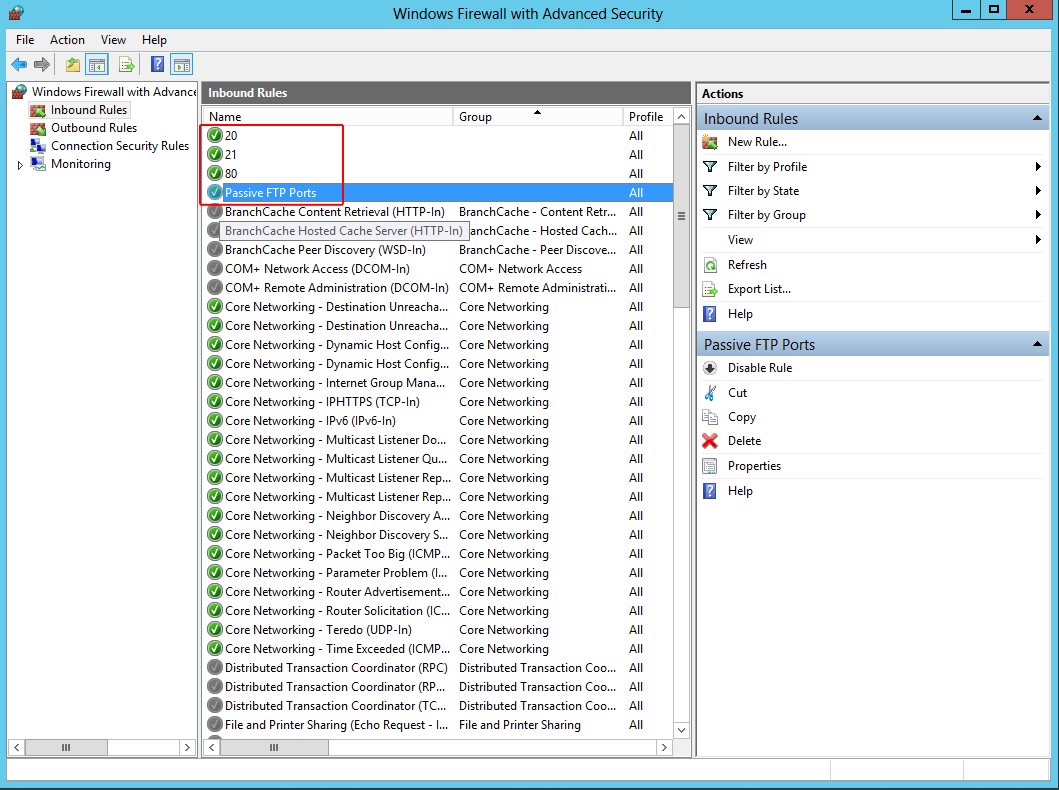 Windows Firewall with Advanced Security
File Action View Help
Windows Firewall with Advance
Inbound Rules
Outbound Rules
Connection Security Rules
Monitoring
Inbound Rules
Name Group Profile
20 All
21 All
80 All
Passive FTP Ports All
BranchCache Content Retrieval (HTTP-In) BranchCache - Content Retr... All
BranchCache Hosted Cache Server (HTTP-In) anchCache - Hosted Cach... All
BranchCache Peer Discovery (WSD-In) BranchCache - Peer Discove... All
COM+ Network Access (DCOM-In) COM+ Network Access All
COM+ Remote Administration (DCOM-In) COM+ Remote Administrati... All
Core Networking - Destination Unreacha... Core Networking All
Core Networking - Destination Unreacha... Core Networking All
Core Networking - Dynamic Host Config... Core Networking All
Core Networking - Dynamic Host Config... Core Networking All
Core Networking - Internet Group Mana... Core Networking All
Core Networking - IPHTTPS (TCP-In) Core Networking All
Core Networking - IPv6 (IPv6-In) Core Networking All
Core Networking - Multicast Listener Do... Core Networking All
Core Networking - Multicast Listener Qu... Core Networking All
Core Networking - Multicast Listener Rep... Core Networking All
Core Networking - Multicast Listener Rep... Core Networking All
Core Networking - Neighbor Discovery A... Core Networking All
Core Networking - Neighbor Discovery S... Core Networking All
Core Networking - Packet Too Big (ICMP... Core Networking All
Core Networking - Parameter Problem (I... Core Networking All
Core Networking - Router Advertisement... Core Networking All
Core Networking - Router Solicitation (IC... Core Networking All
Core Networking - Teredo (UDP-In) Core Networking All
Core Networking - Time Exceeded (ICMP... Core Networking All
Distributed Transaction Coordinator (RPC) Distributed Transaction Coo... All
Distributed Transaction Coordinator (RP... Distributed Transaction Coo... All
Distributed Transaction Coordinator (TC... Distributed Transaction Coo... All
File and Printer Sharing (Echo Request - I... File and Printer Sharing All
Actions
Inbound Rules
New Rule...
Filter by Profile
Filter by State
Filter by Group
View
Refresh
Export List...
Help
Passive FTP Ports
Disable Rule
Cut
Copy
Delete
Properties
Help